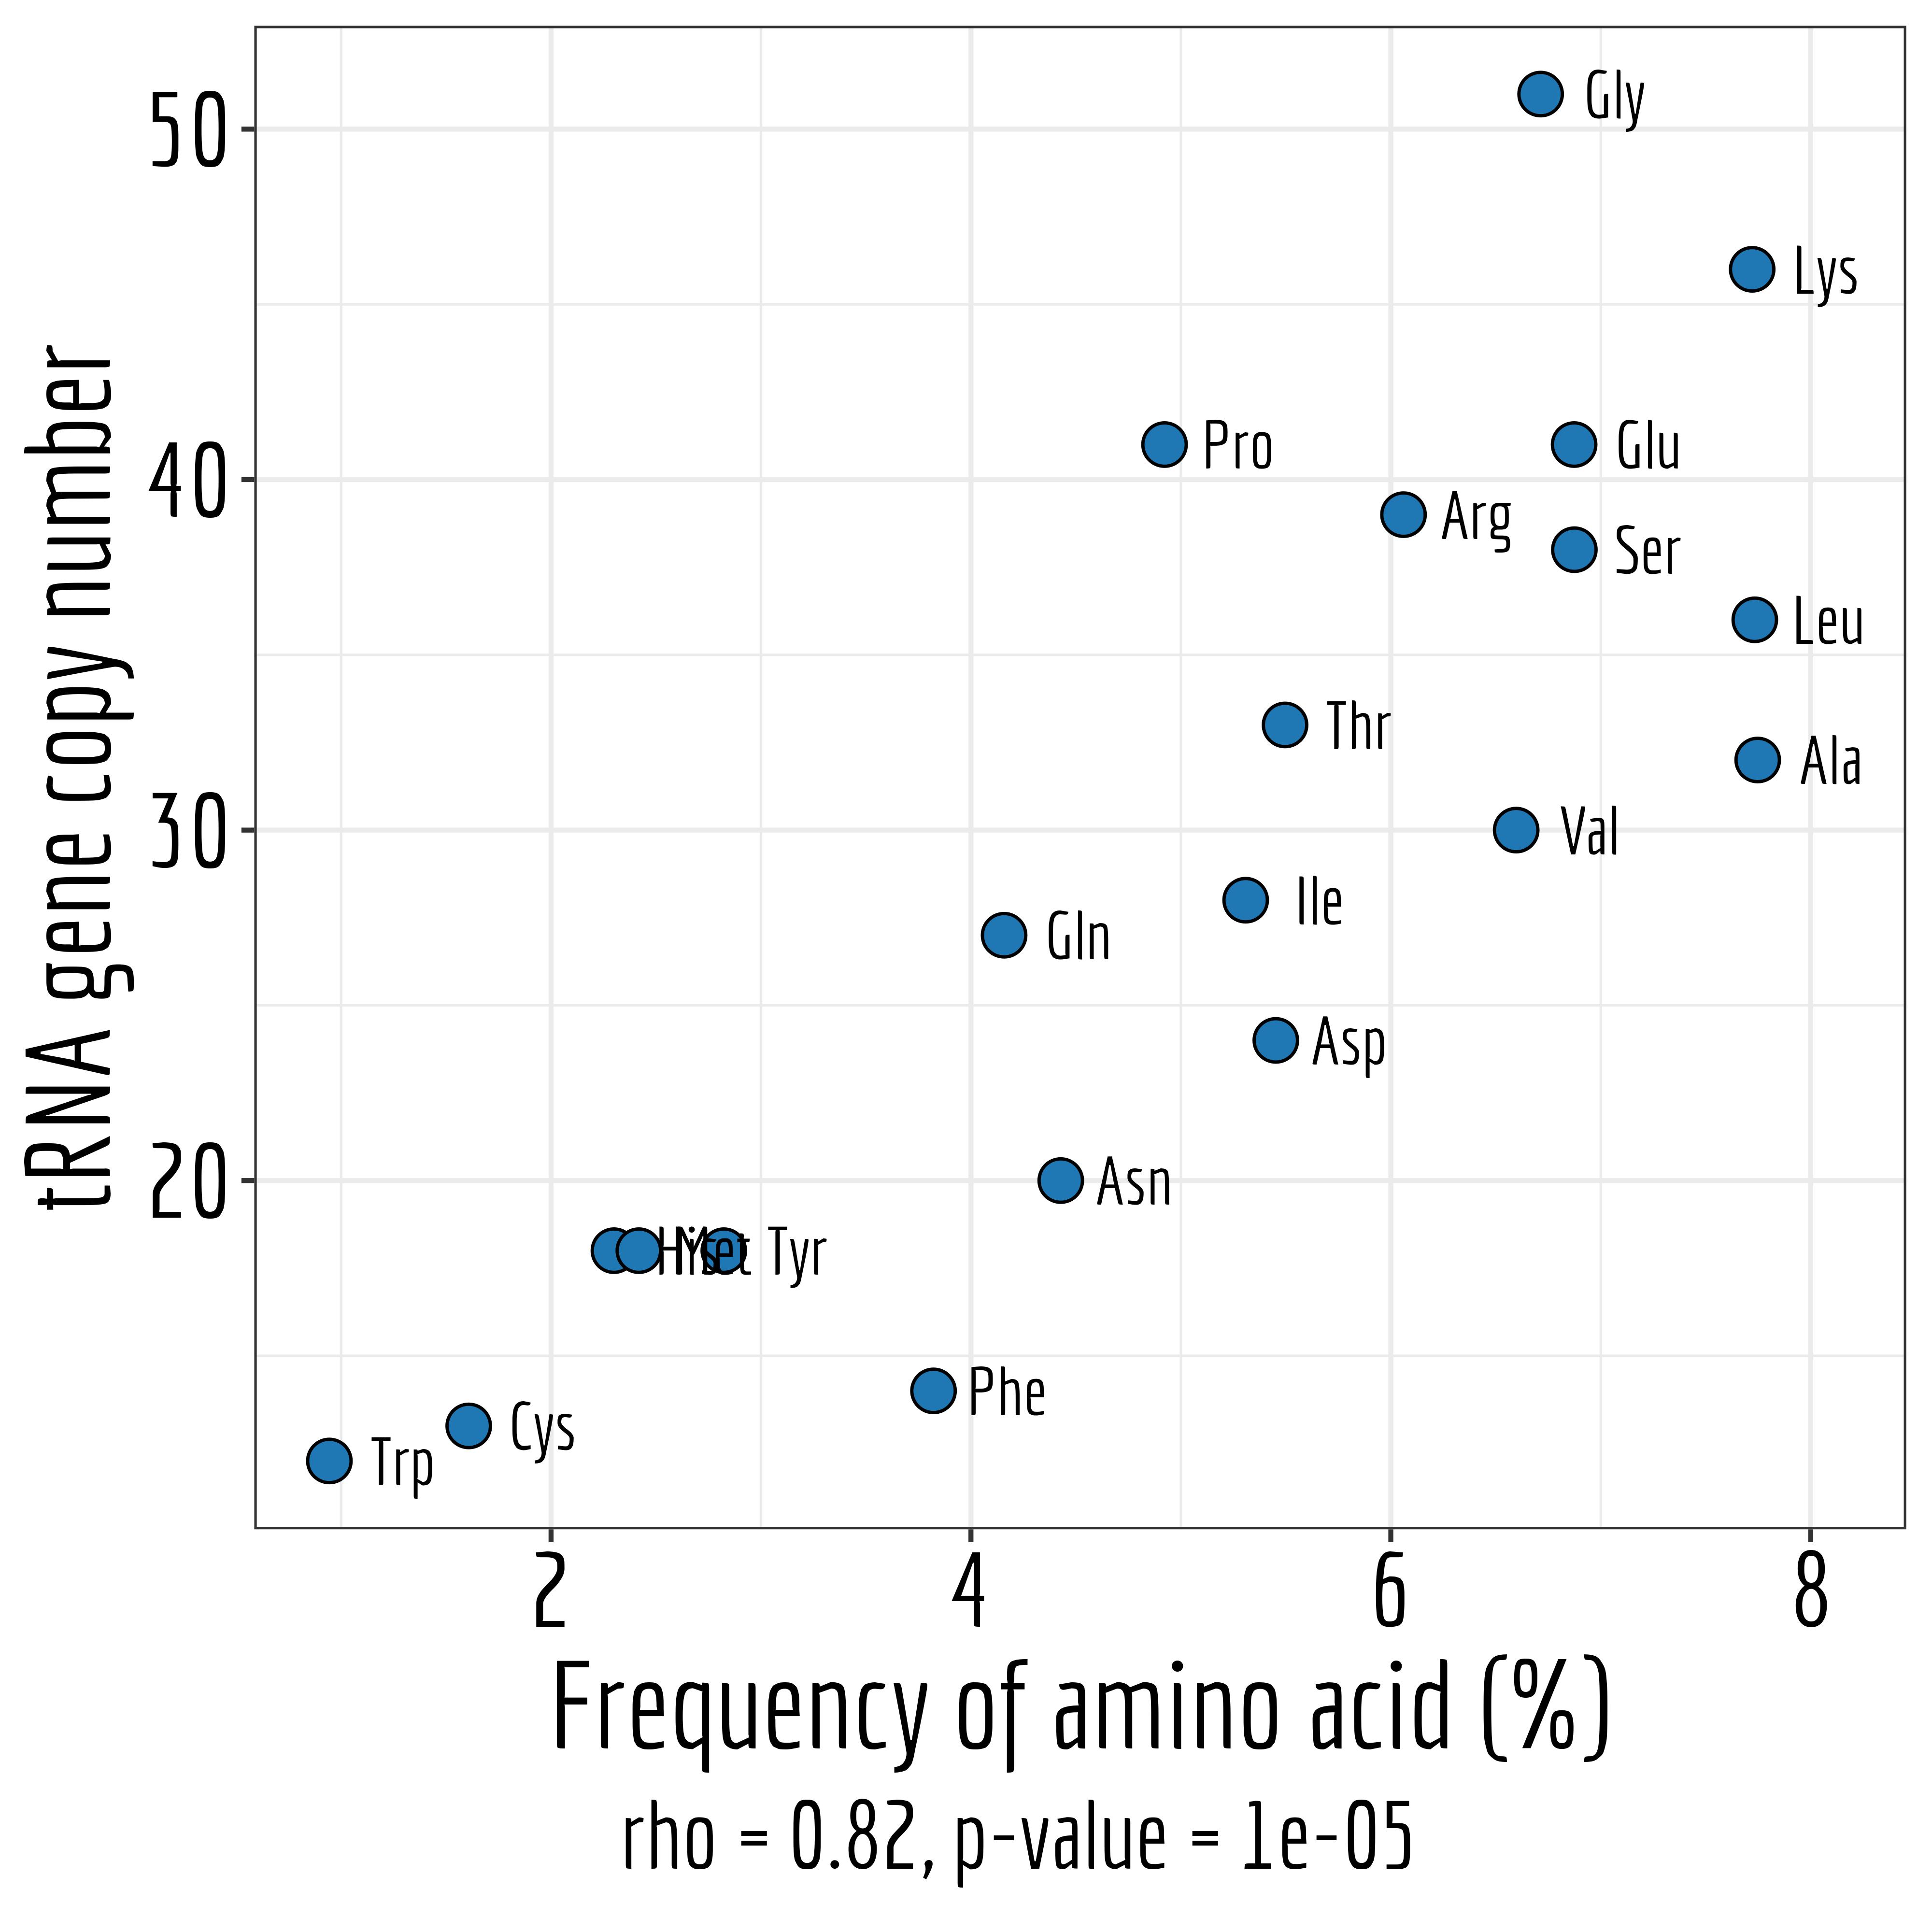 tRNA gene copy number
50
40
30
20
Gly
Lys
Pro
Glu
Arg
Ser
Leu
Thr
Ala
Val
Ile
Gln
Asp
Asn
His
Met
Tyr
Phe
Cys
Trp
2 4 6 8
Frequency of amino acid (%)
rho = 0.82, p-value = 1e-05